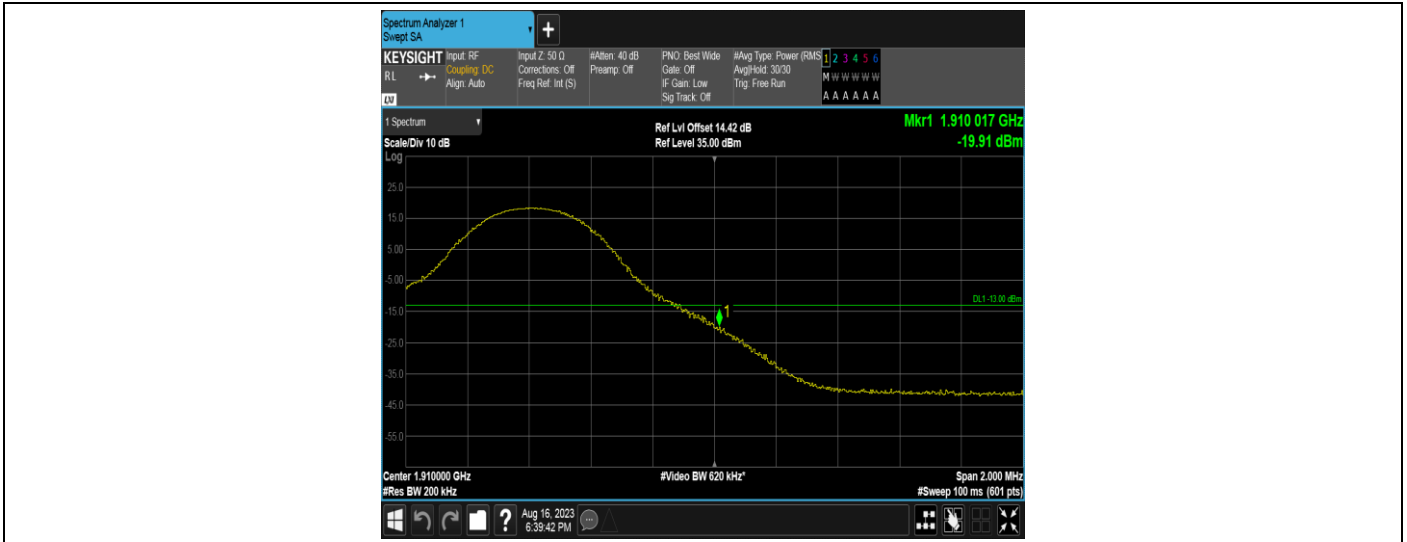 Spectrum Analyzer 1
Swept SA
+
KEYSIGHT
RL
LXI
Input: RF
Coupling: DC
Align: Auto
Input Z: 50 Ω
Corrections: Off
Freq Ref: Int (S)
#Atten: 40 dB
Preamp: Off
PNO: Best Wide
Gate: Off
IF Gain: Low
Sig Track: Off
#Avg Type: Power (RMS
Avg|Hold: 30/30
Trig: Free Run
1 2 3 4 5 6
M W W W W W
A A A A A A
1 Spectrum
Scale/Div 10 dB
Ref Lvl Offset 14.42 dB
Ref Level 35.00 dBm
Mkr1 1.910 017 GHz
-19.91 dBm
Log
25.0
15.0
5.00
-5.00
DL1 -13.00 dBm
1
-15.0
-25.0
-35.0
-45.0
-55.0
Center 1.910000 GHz
#Video BW 620 kHz*
Span 2.000 MHz
#Res BW 200 kHz
#Sweep 100 ms (601 pts)
?
Aug 16, 2023
6:39:42 PM